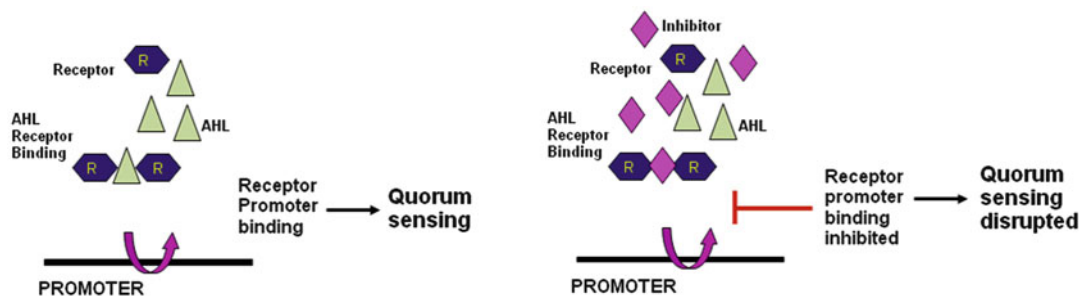 R
Receptor
AHL
AHL
Receptor
Binding
R R
Receptor
Promoter
binding
Quorum
sensing
PROMOTER
Inhibitor
R
Receptor
AHL
AHL
Receptor
Binding
R R
Receptor
promoter
binding
inhibited
Quorum
sensing
disrupted
PROMOTER